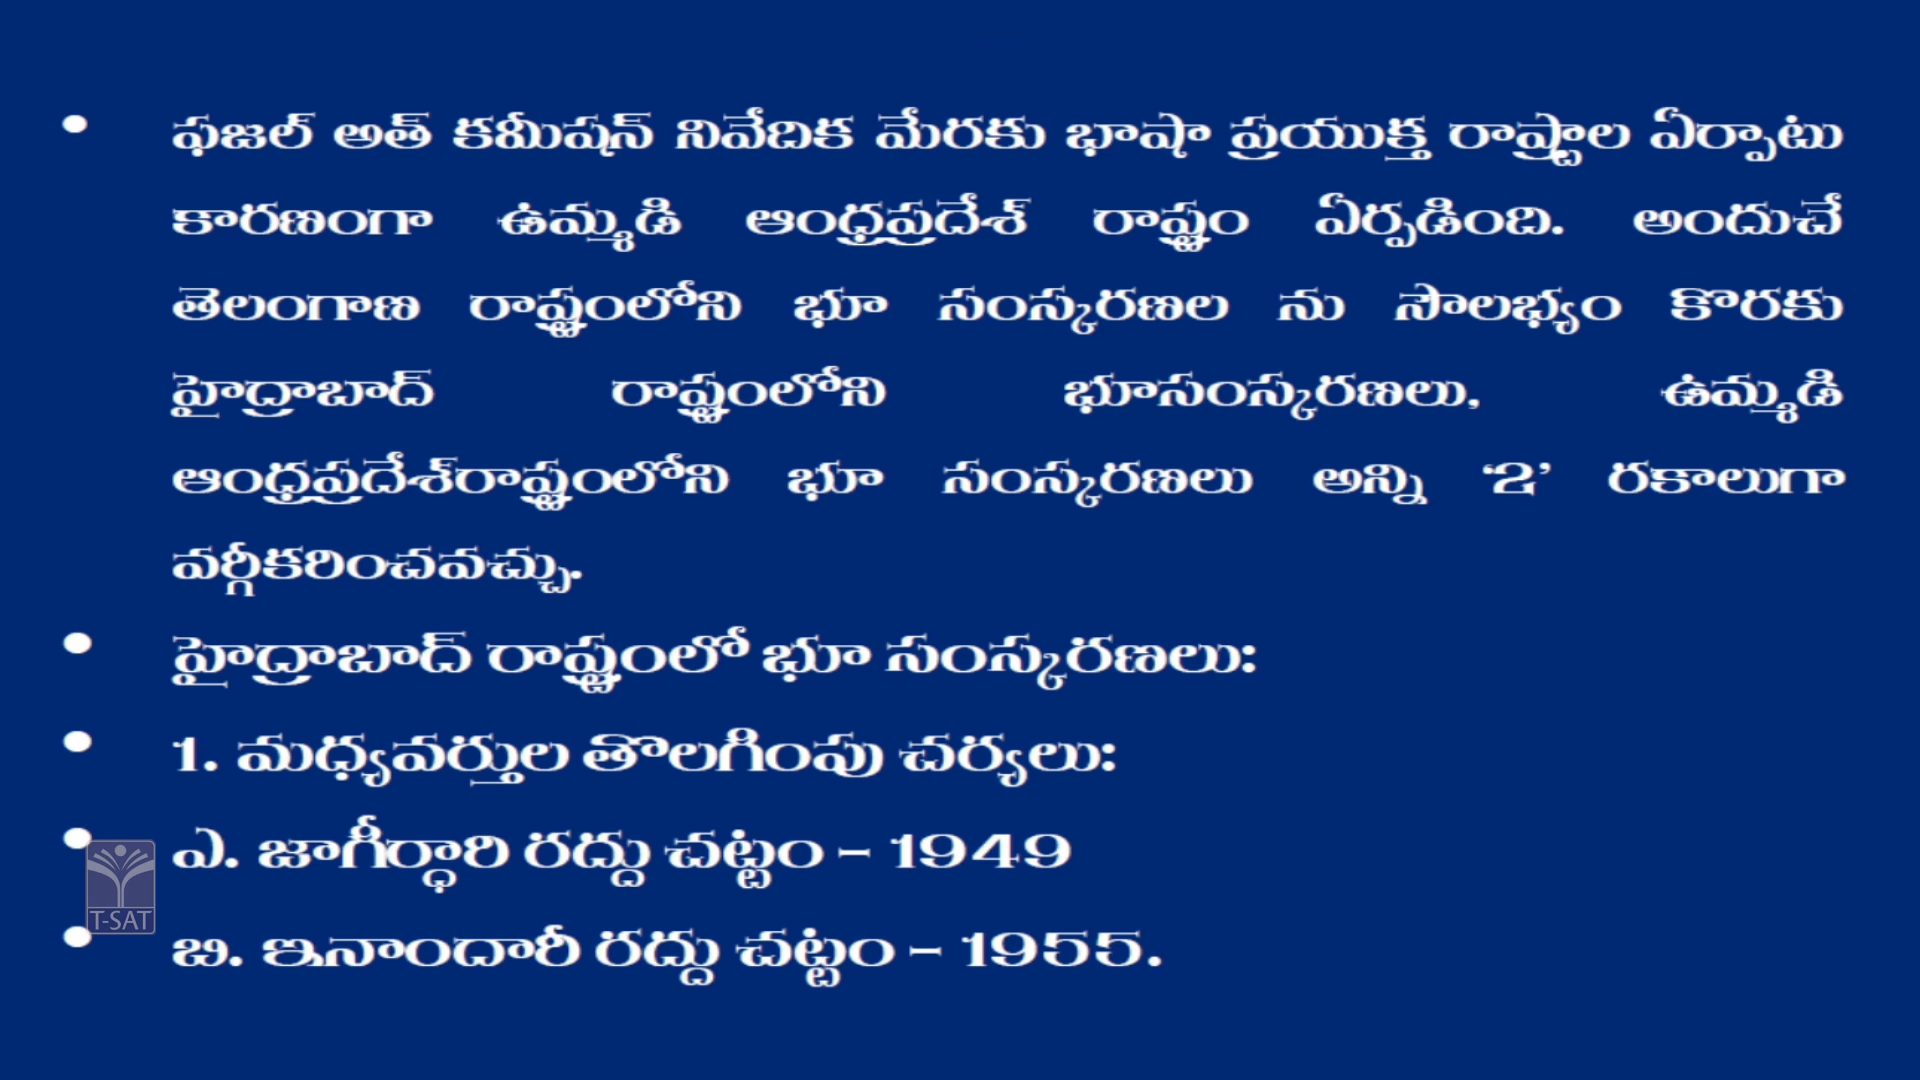 • ఫజల్ అత్ కమీషన్ నివేదిక మేరకు భాషా ప్రయుక్త రాష్ట్రాల ఏర్పాటు
కారణంగా ఉమ్మడి ఆంధ్రప్రదేశ్ రాష్ట్రం ఏర్పడింది. అందుచే
తెలంగాణ రాష్ట్రంలోని భూ సంస్కరణల ను సౌలభ్యం కొరకు
హైద్రాబాద్ రాష్ట్రంలోని భూసంస్కరణలు, ఉమ్మడి
ఆంధ్రప్రదేశ్‌రాష్ట్రంలోని భూ సంస్కరణలు అన్ని ‘2’ రకాలుగా
వర్గీకరించవచ్చు.
• హైద్రాబాద్ రాష్ట్రంలో భూ సంస్కరణలు:
• 1. మధ్యవర్తుల తొలగింపు చర్యలు:
• ఎ. జాగీర్ధారి రద్దు చట్టం – 1949
T-SAT
• బి. ఇనాందారీ రద్దు చట్టం – 1955.